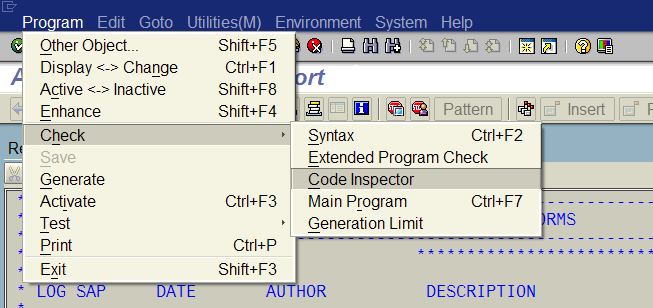 Program Edit Goto Utilities(M) Environment System Help
Other Object... Shift+F5
Display <-> Change Ctrl+F1
Active <-> Inactive Shift+F8
Enhance Shift+F4
Check
Save
Generate
Activate Ctrl+F3
Test
Print Ctrl+P
Exit Shift+F3
Syntax Ctrl+F2
Extended Program Check
Code Inspector
Main Program Ctrl+F7
Generation Limit
A ort
Pattern Insert R
Re
ORMS
* ********************
* LOG SAP DATE AUTHOR DESCRIPTION